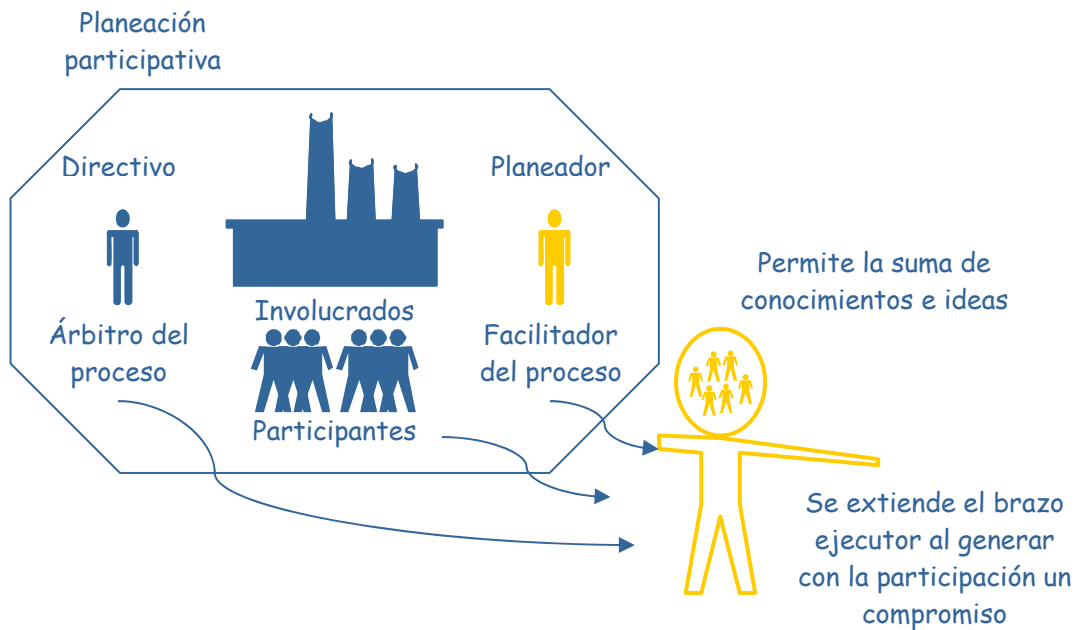 Planeación
participativa
Directivo
Planeador
Involucrados
Árbitro del
proceso
Facilitador
del proceso
Participantes
Permite la suma de
conocimientos e ideas
Se extiende el brazo
ejecutor al generar
con la participación un
compromiso